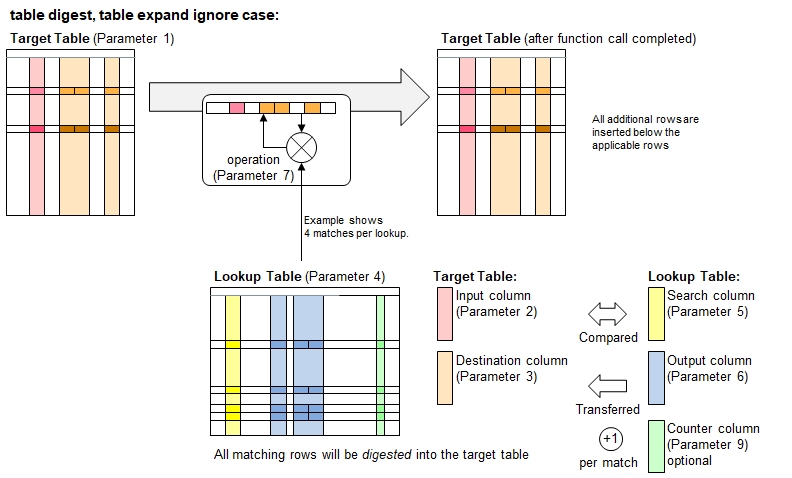 table digest, table expand ignore case:
Target Table (Parameter 1)
Target Table (after function call completed)
All additional rows are
inserted below the
applicable rows
operation
(Parameter 7)
Example shows
4 matches per lookup.
Lookup Table (Parameter 4)
Target Table:
Lookup Table:
Input column
(Parameter 2)
Compared
Search column
(Parameter 5)
Destination column
(Parameter 3)
Transferred
Output column
(Parameter 6)
+1
per match
Counter column
(Parameter 9)
optional
All matching rows will be digested into the target table